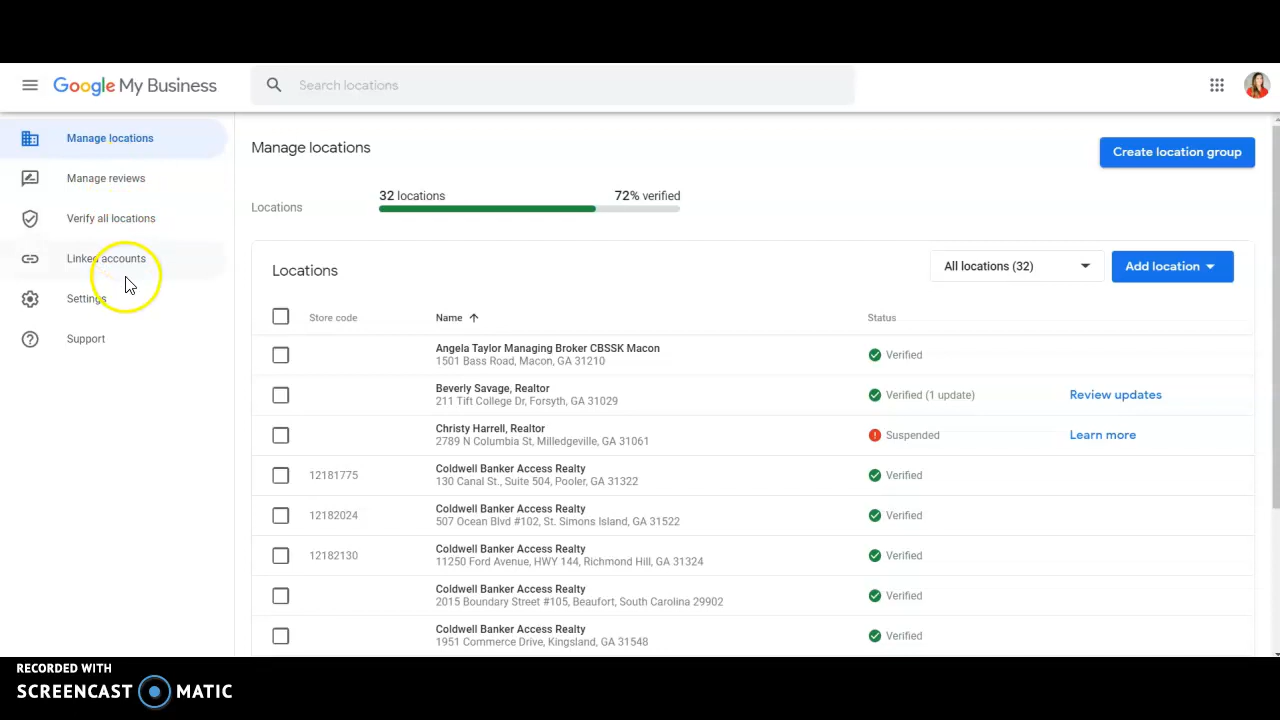 Google My Business
Search locations
Manage locations
Manage reviews
Verify all locations
Linked accounts
Settings
Support
Manage locations
Create location group
Locations
32 locations
72% verified
Locations
All locations (32)
Add location
Store code
Name
Status
Angela Taylor Managing Broker CBSSK Macon
1501 Bass Road, Macon, GA 31210
Verified
Beverly Savage, Realtor
211 Tift College Dr, Forsyth, GA 31029
Verified (1 update)
Review updates
Christy Harrell, Realtor
2789 N Columbia St, Milledgeville, GA 31061
Suspended
Learn more
12181775
Coldwell Banker Access Realty
130 Canal St., Suite 504, Pooler, GA 31322
Verified
12182024
Coldwell Banker Access Realty
507 Ocean Blvd #102, St. Simons Island, GA 31522
Verified
12182130
Coldwell Banker Access Realty
11250 Ford Avenue, HWY 144, Richmond Hill, GA 31324
Verified
Coldwell Banker Access Realty
2015 Boundary Street #105, Beaufort, South Carolina 29902
Verified
Coldwell Banker Access Realty
1951 Commerce Drive, Kingsland, GA 31548
Verified
RECORDED WITH
SCREENCAST MATIC